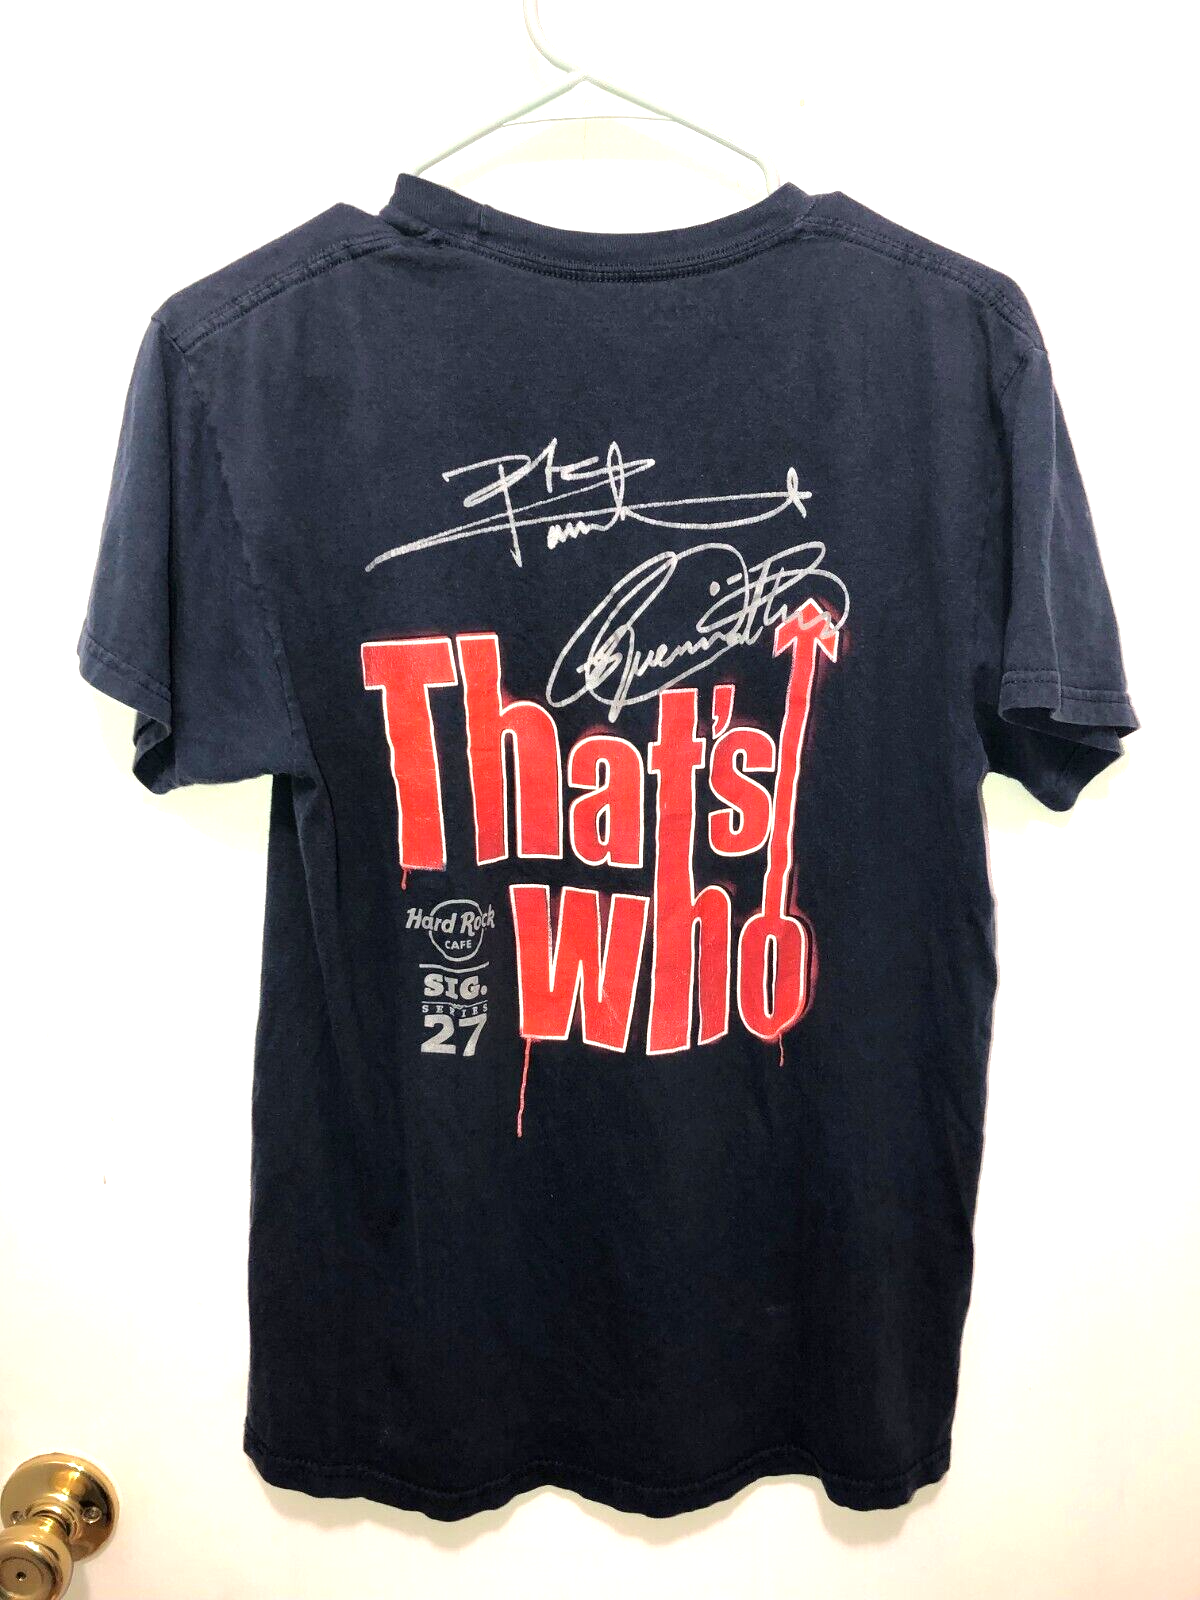 That's
who
Hard Rock
CAFE
SIG.
SERIES
27